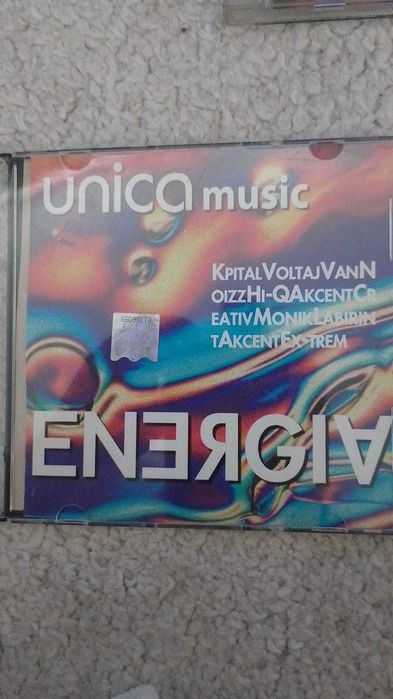 unica music
KPITALVOLTAJVANN
OIZZHI-QAKCENTCR
EATIVMONIKLABIRIN
TAKCENTEX-TREM
ENERGIA